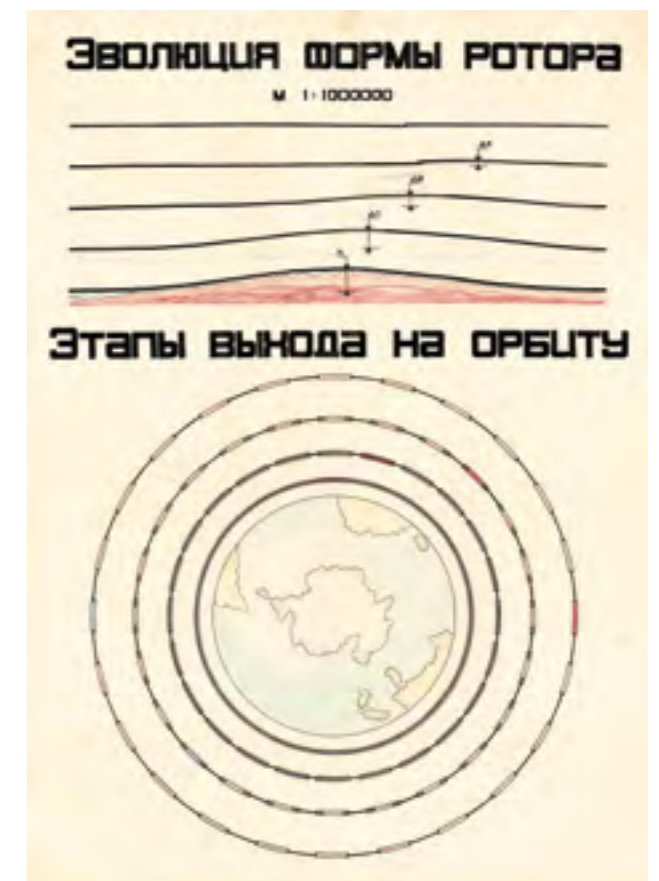 Эволюция формы ротора
М 1:1000000
Этапы выхода на орбиту